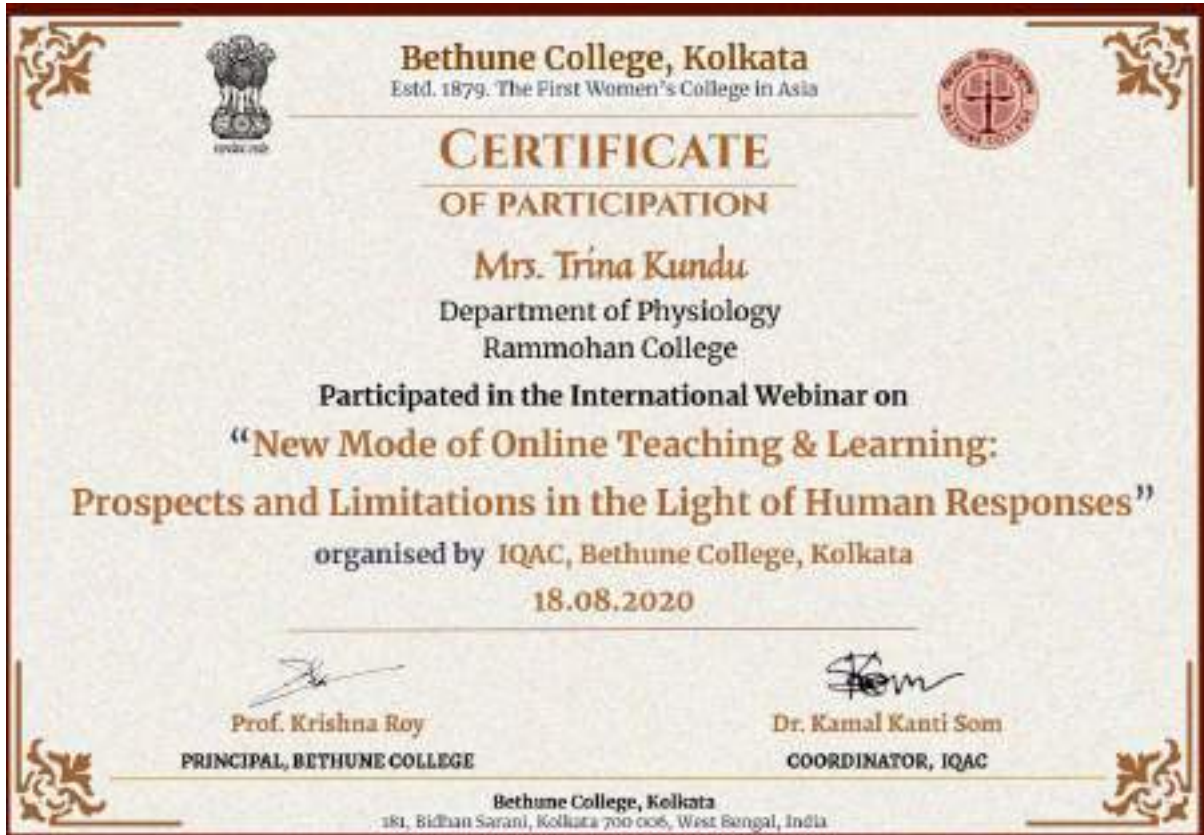 Bethune College, Kolkata
Estd. 1879. The First Women's College in Asia
BETHUNE COLLEGE
CERTIFICATE
OF PARTICIPATION
Mrs. Trina Kundu
Department of Physiology
Rammohan College
Participated in the International Webinar on
“New Mode of Online Teaching & Learning:
Prospects and Limitations in the Light of Human Responses”
organised by IQAC, Bethune College, Kolkata
18.08.2020
Prof. Krishna Roy
Dr. Kamal Kanti Som
PRINCIPAL, BETHUNE COLLEGE
COORDINATOR, IQAC
Bethune College, Kolkata
181, Bidhan Sarani, Kolkata 700 006, West Bengal, India